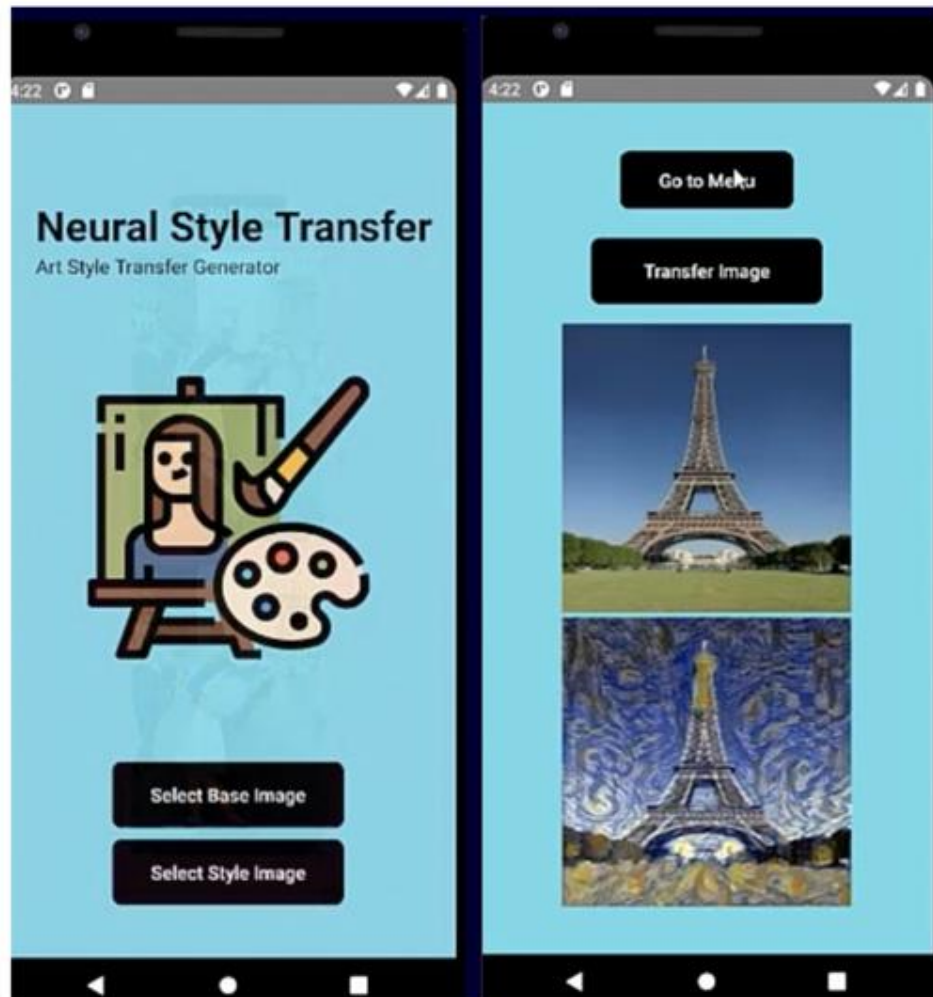 4:22
Neural Style Transfer
Art Style Transfer Generator
Select Base Image
Select Style Image
4:22
Go to Menu
Transfer Image